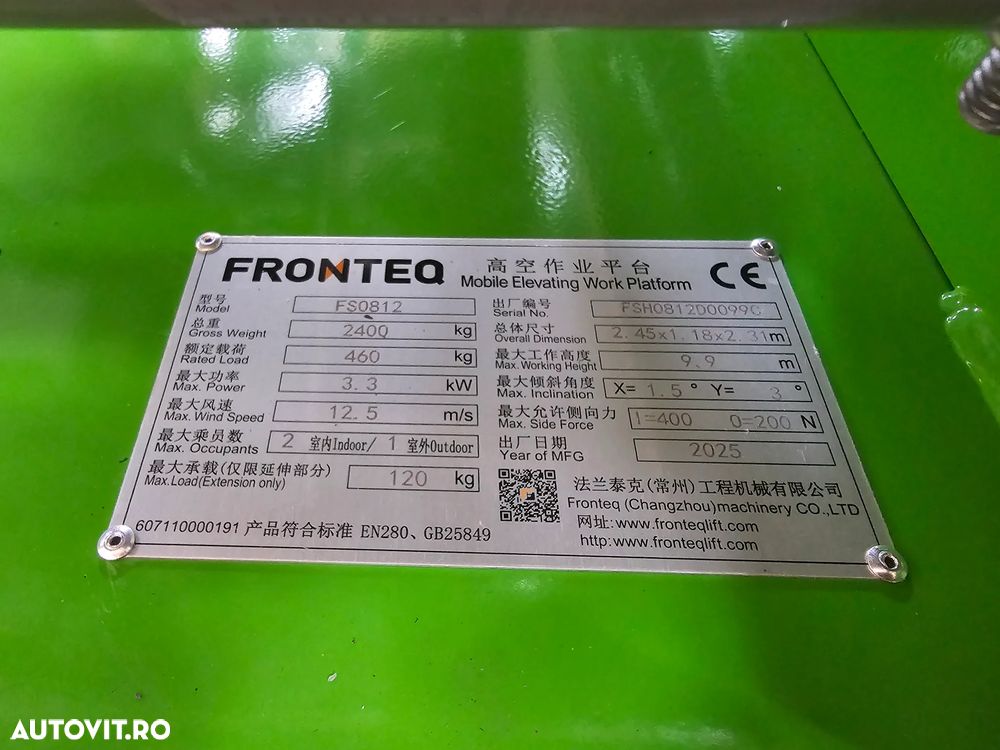 FRONTEQ
高空作业平台
Mobile Elevating Work Platform
CE
型号
Model
FS0812
总重
Gross Weight
2400 kg
额定载荷
Rated Load
460 kg
最大功率
Max. Power
3.3 kW
最大风速
Max. Wind Speed
12.5 m/s
最大乘员数
Max. Occupants
2 室内Indoor/ 1 室外Outdoor
最大承载(仅限延伸部分)
Max.Load(Extension only)
120 kg
607110000191 产品符合标准 EN280、GB25849
出厂编号
Serial No.
总体尺寸
Overall Dimension
2.45x1.18x2.31m
最大工作高度
Max. Working Height
9.9 m
最大倾斜角度
Max. Inclination
X= 1.5 ° Y= 3 °
最大允许侧向力
Max. Side Force
I=400 O=200 N
出厂日期
Year of MFG
2025
法兰泰克(常州)工程机械有限公司
Fronteq (Changzhou)machinery CO.,LTD
网址:www.fronteqlift.com
http:www.fronteqlift.com
AUTOVIT.RO